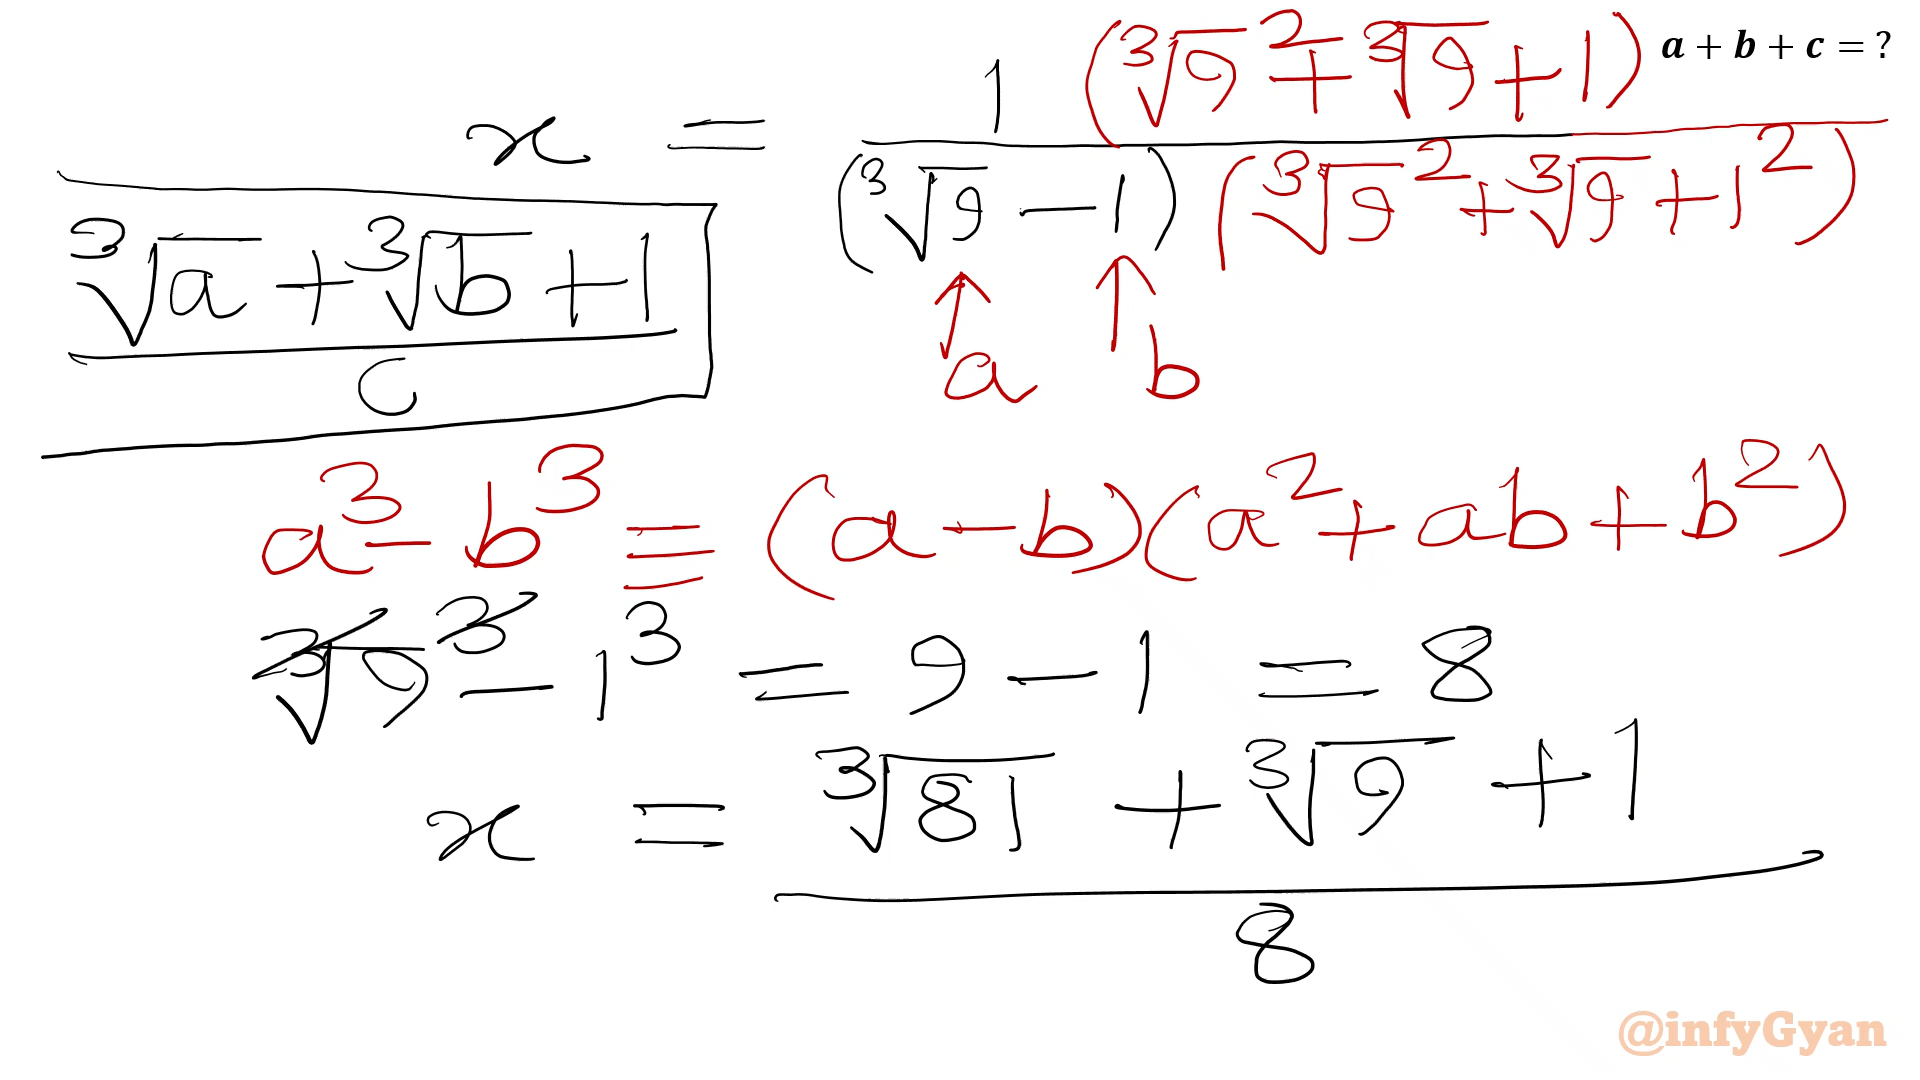 a + b + c = ?
x = 1 (∛9² + ∛9 + 1) / (∛9 − 1) (∛9² + ∛9 + 1²)
a b
(∛a + ∛b + 1) / c
a³ − b³ = (a − b)(a² + ab + b²)
∛9³ − 1³ = 9 − 1 = 8
x = (∛81 + ∛9 + 1) / 8
@infyGyan